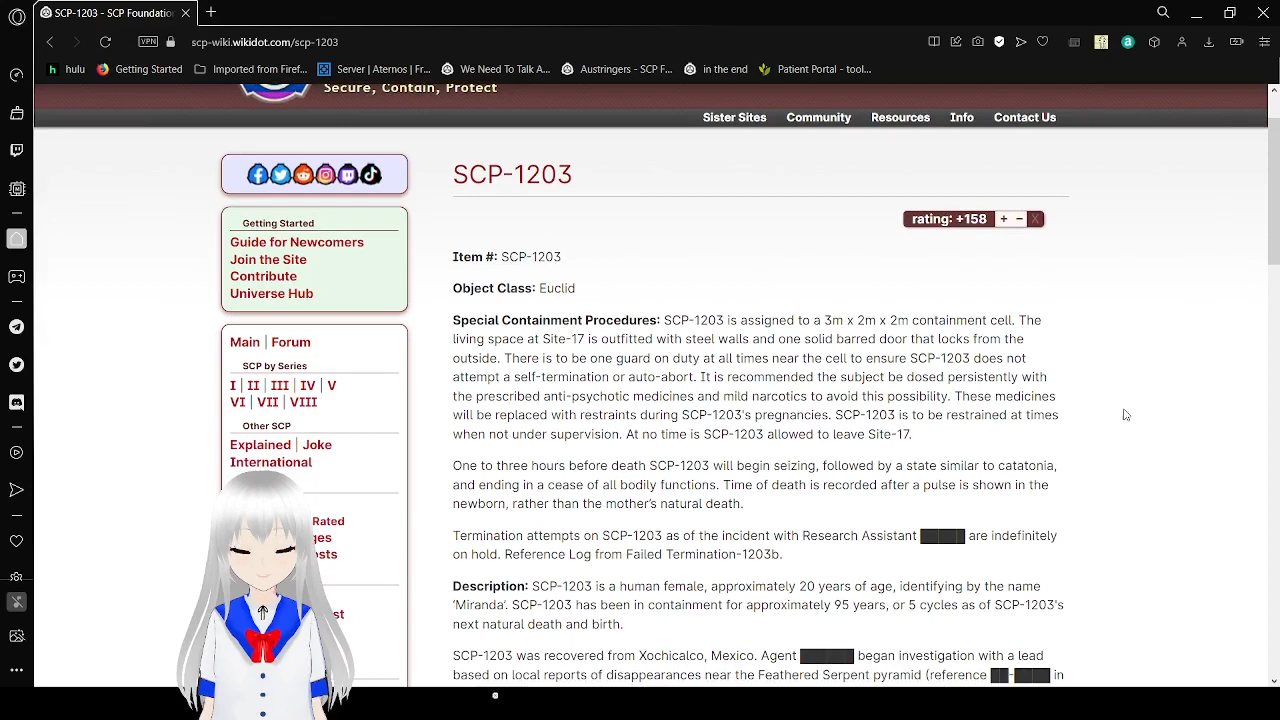 SCP-1203 - SCP Foundation
scp-wiki.wikidot.com/scp-1203
VPN
hulu
Getting Started
Imported from Firef...
Server | Aternos | Fr...
We Need To Talk A...
Austringers - SCP F...
in the end
Patient Portal - tool...
Secure, Contain, Protect
Sister Sites
Community
Resources
Info
Contact Us
Getting Started
Guide for Newcomers
Join the Site
Contribute
Universe Hub
Main | Forum
SCP by Series
I | II | III | IV | V
VI | VII | VIII
Other SCP
Explained | Joke
International
Rated
ges
osts
st
SCP-1203
rating: +158 + − X
Item #: SCP-1203
Object Class: Euclid
Special Containment Procedures: SCP-1203 is assigned to a 3m x 2m x 2m containment cell. The
living space at Site-17 is outfitted with steel walls and one solid barred door that locks from the
outside. There is to be one guard on duty at all times near the cell to ensure SCP-1203 does not
attempt a self-termination or auto-abort. It is recommended the subject be dosed persistently with
the prescribed anti-psychotic medicines and mild narcotics to avoid this possibility. These medicines
will be replaced with restraints during SCP-1203's pregnancies. SCP-1203 is to be restrained at times
when not under supervision. At no time is SCP-1203 allowed to leave Site-17.
One to three hours before death SCP-1203 will begin seizing, followed by a state similar to catatonia,
and ending in a cease of all bodily functions. Time of death is recorded after a pulse is shown in the
newborn, rather than the mother's natural death.
Termination attempts on SCP-1203 as of the incident with Research Assistant █████ are indefinitely
on hold. Reference Log from Failed Termination-1203b.
Description: SCP-1203 is a human female, approximately 20 years of age, identifying by the name
'Miranda'. SCP-1203 has been in containment for approximately 95 years, or 5 cycles as of SCP-1203's
next natural death and birth.
SCP-1203 was recovered from Xochicalco, Mexico. Agent ██████ began investigation with a lead
based on local reports of disappearances near the Feathered Serpent pyramid (reference ██-████ in